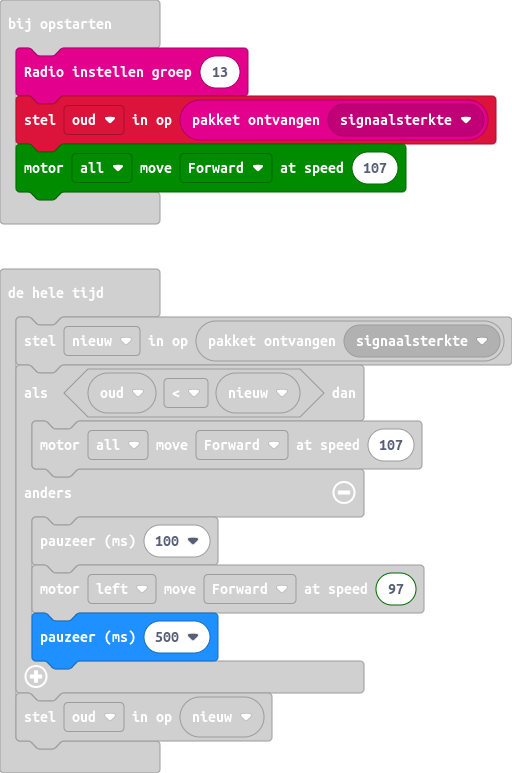 bij opstarten
Radio instellen groep 13
stel oud in op pakket ontvangen signaalsterkte
motor all move Forward at speed 107
de hele tijd
stel nieuw in op pakket ontvangen signaalsterkte
als oud < nieuw dan
motor all move Forward at speed 107
anders
pauzeer (ms) 100
motor left move Forward at speed 97
pauzeer (ms) 500
stel oud in op nieuw